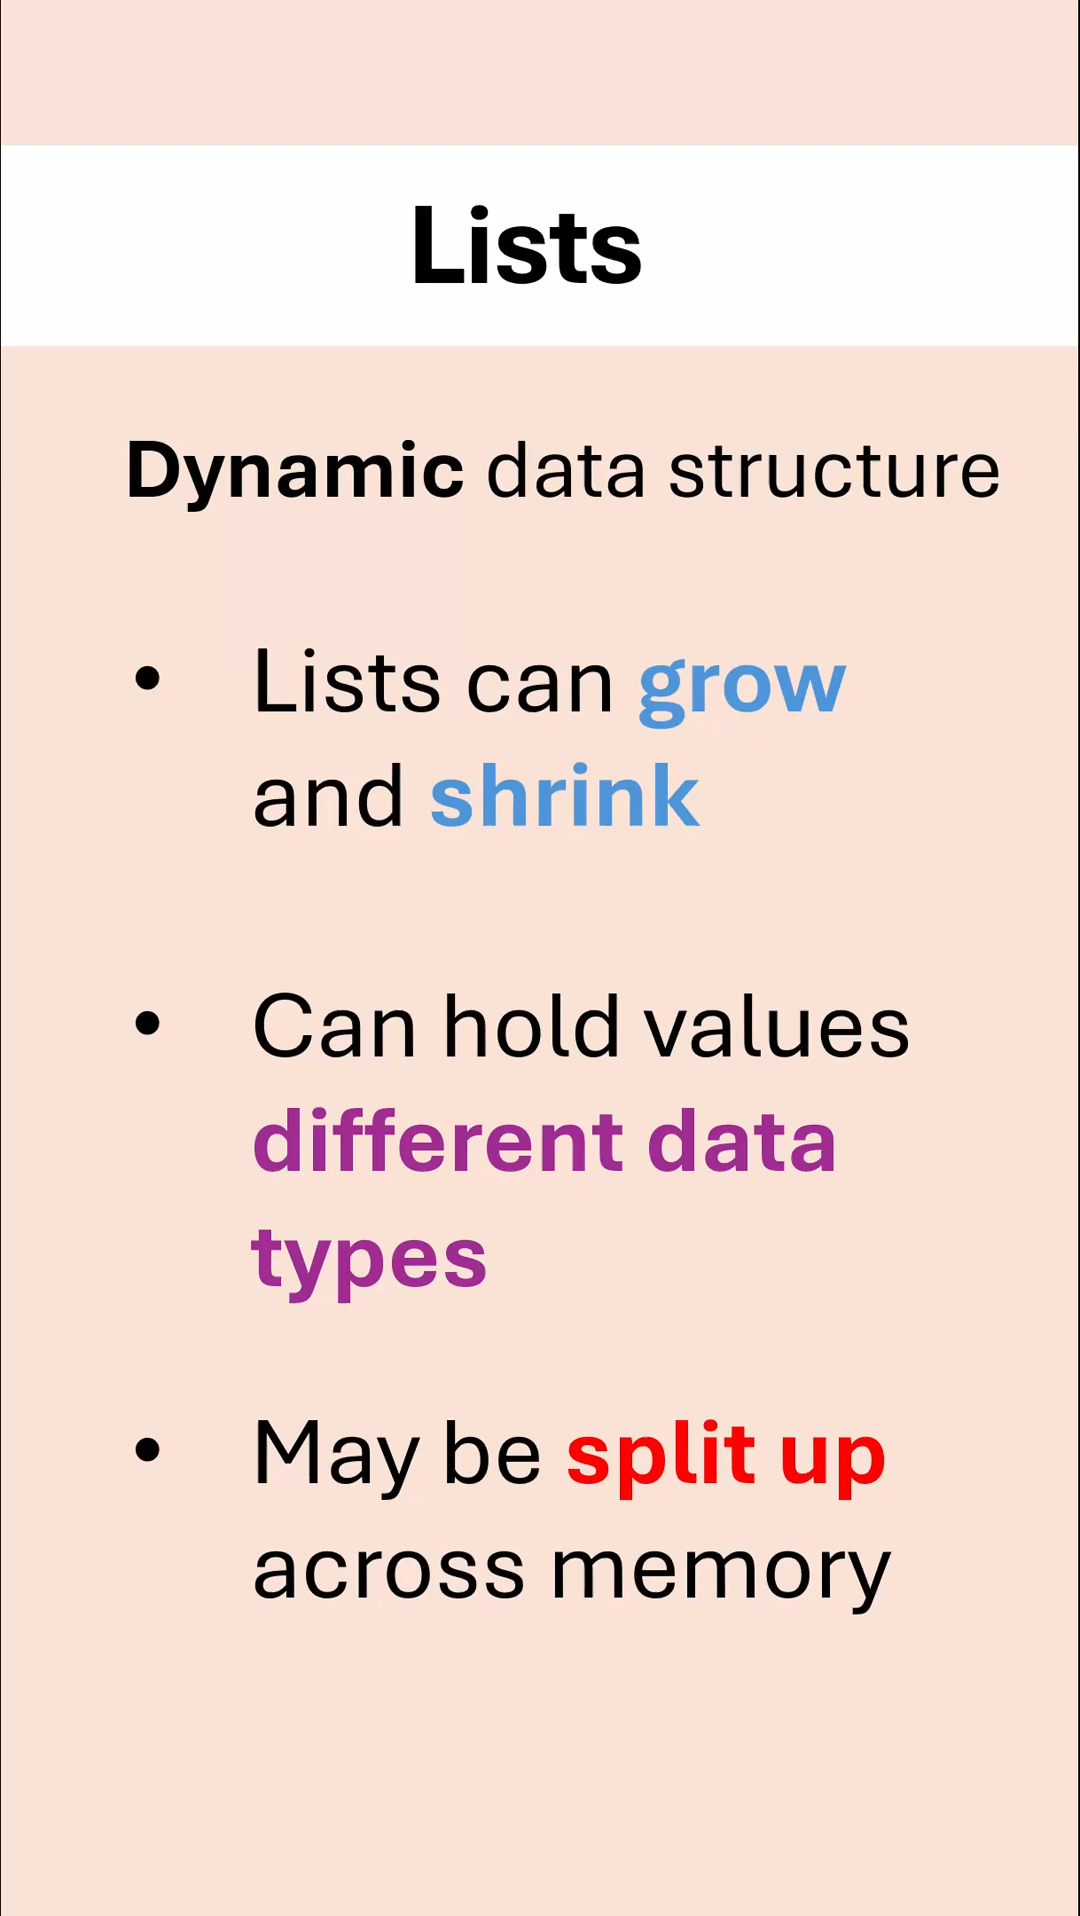 Lists
Dynamic data structure
• Lists can grow
and shrink
• Can hold values
different data
types
• May be split up
across memory